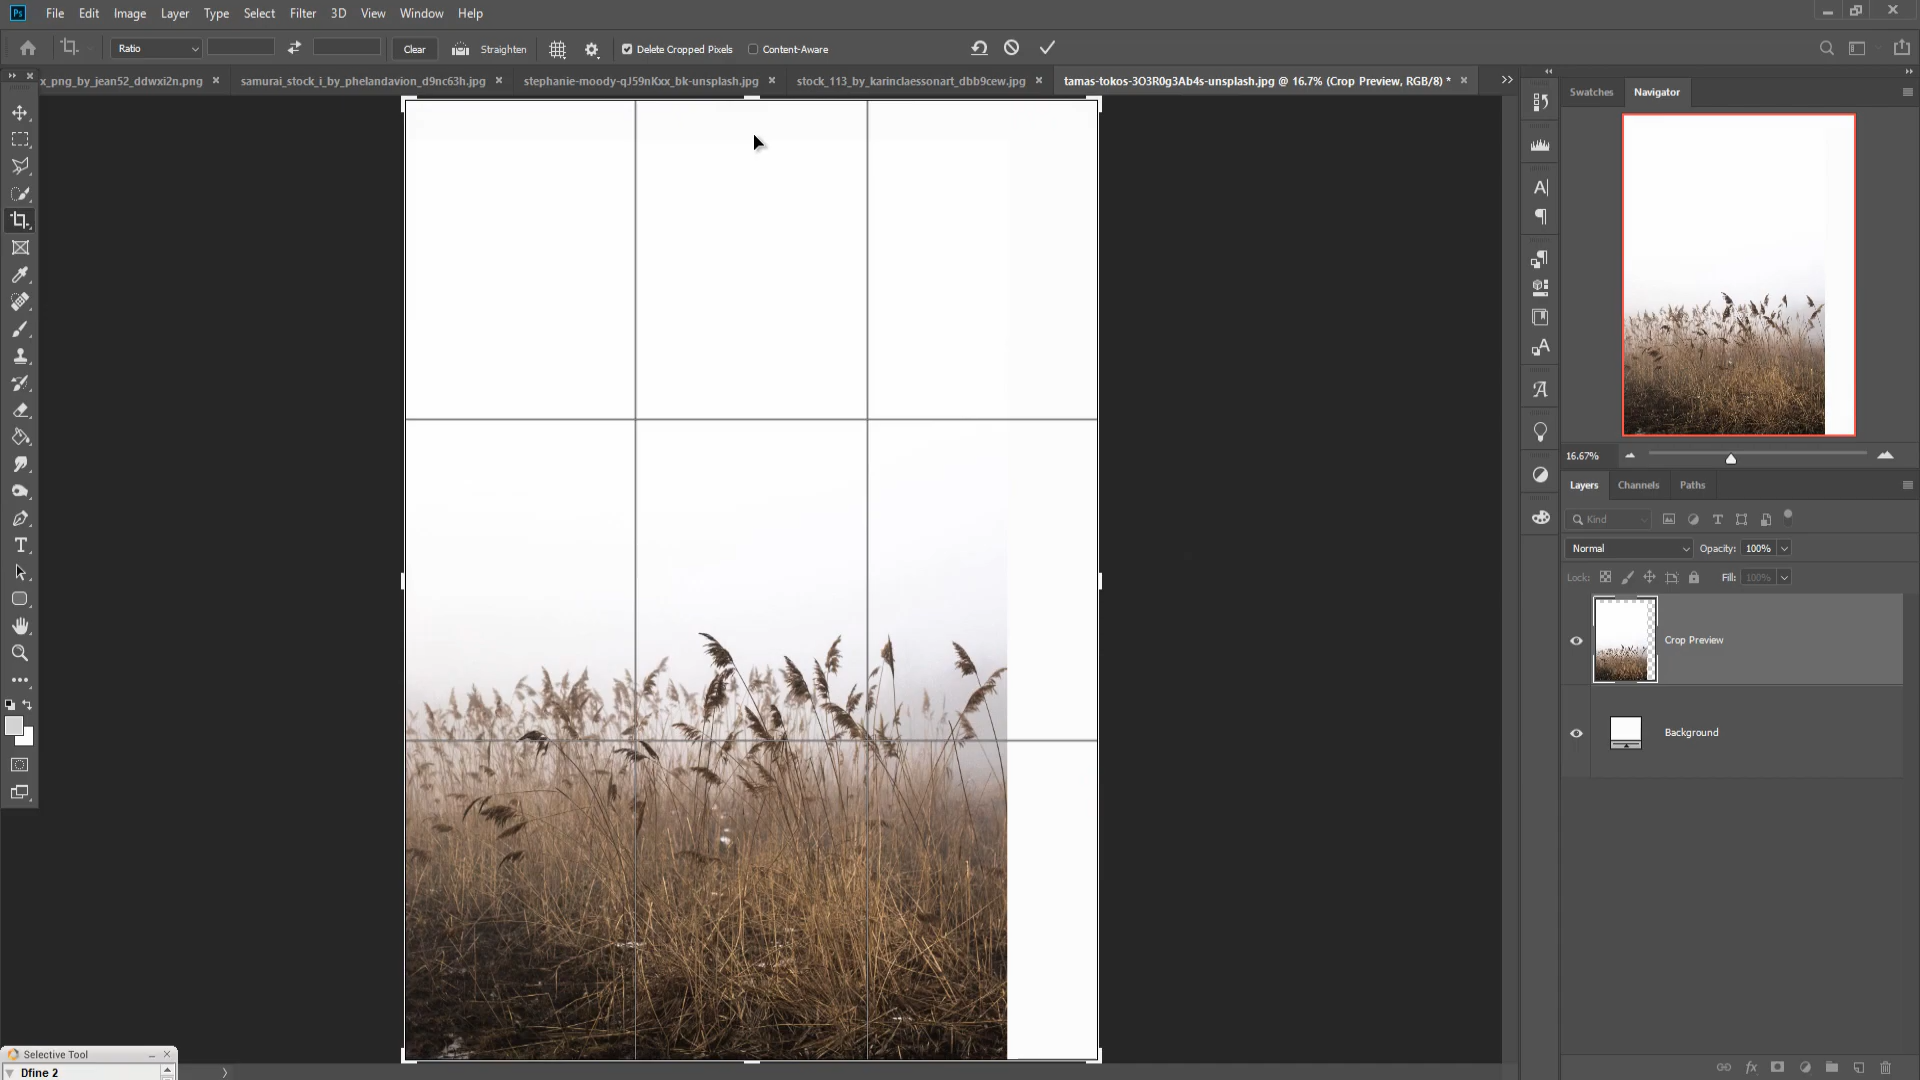 Ps File Edit Image Layer Type Select Filter 3D View Window Help
Ratio Clear Straighten Delete Cropped Pixels Content-Aware
x_png_by_jean52_ddwxi2n.png samurai_stock_i_by_phelandavion_d9nc63h.jpg stephanie-moody-qJ59nKxx_bk-unsplash.jpg stock_113_by_karinclaessonart_dbb9cew.jpg tamas-tokos-3O3R0g3Ab4s-unsplash.jpg @ 16.7% (Crop Preview, RGB/8) *
Swatches Navigator
16.67%
Layers Channels Paths
Kind
Normal Opacity: 100%
Lock: Fill: 100%
Crop Preview
Background
Selective Tool
Dfine 2